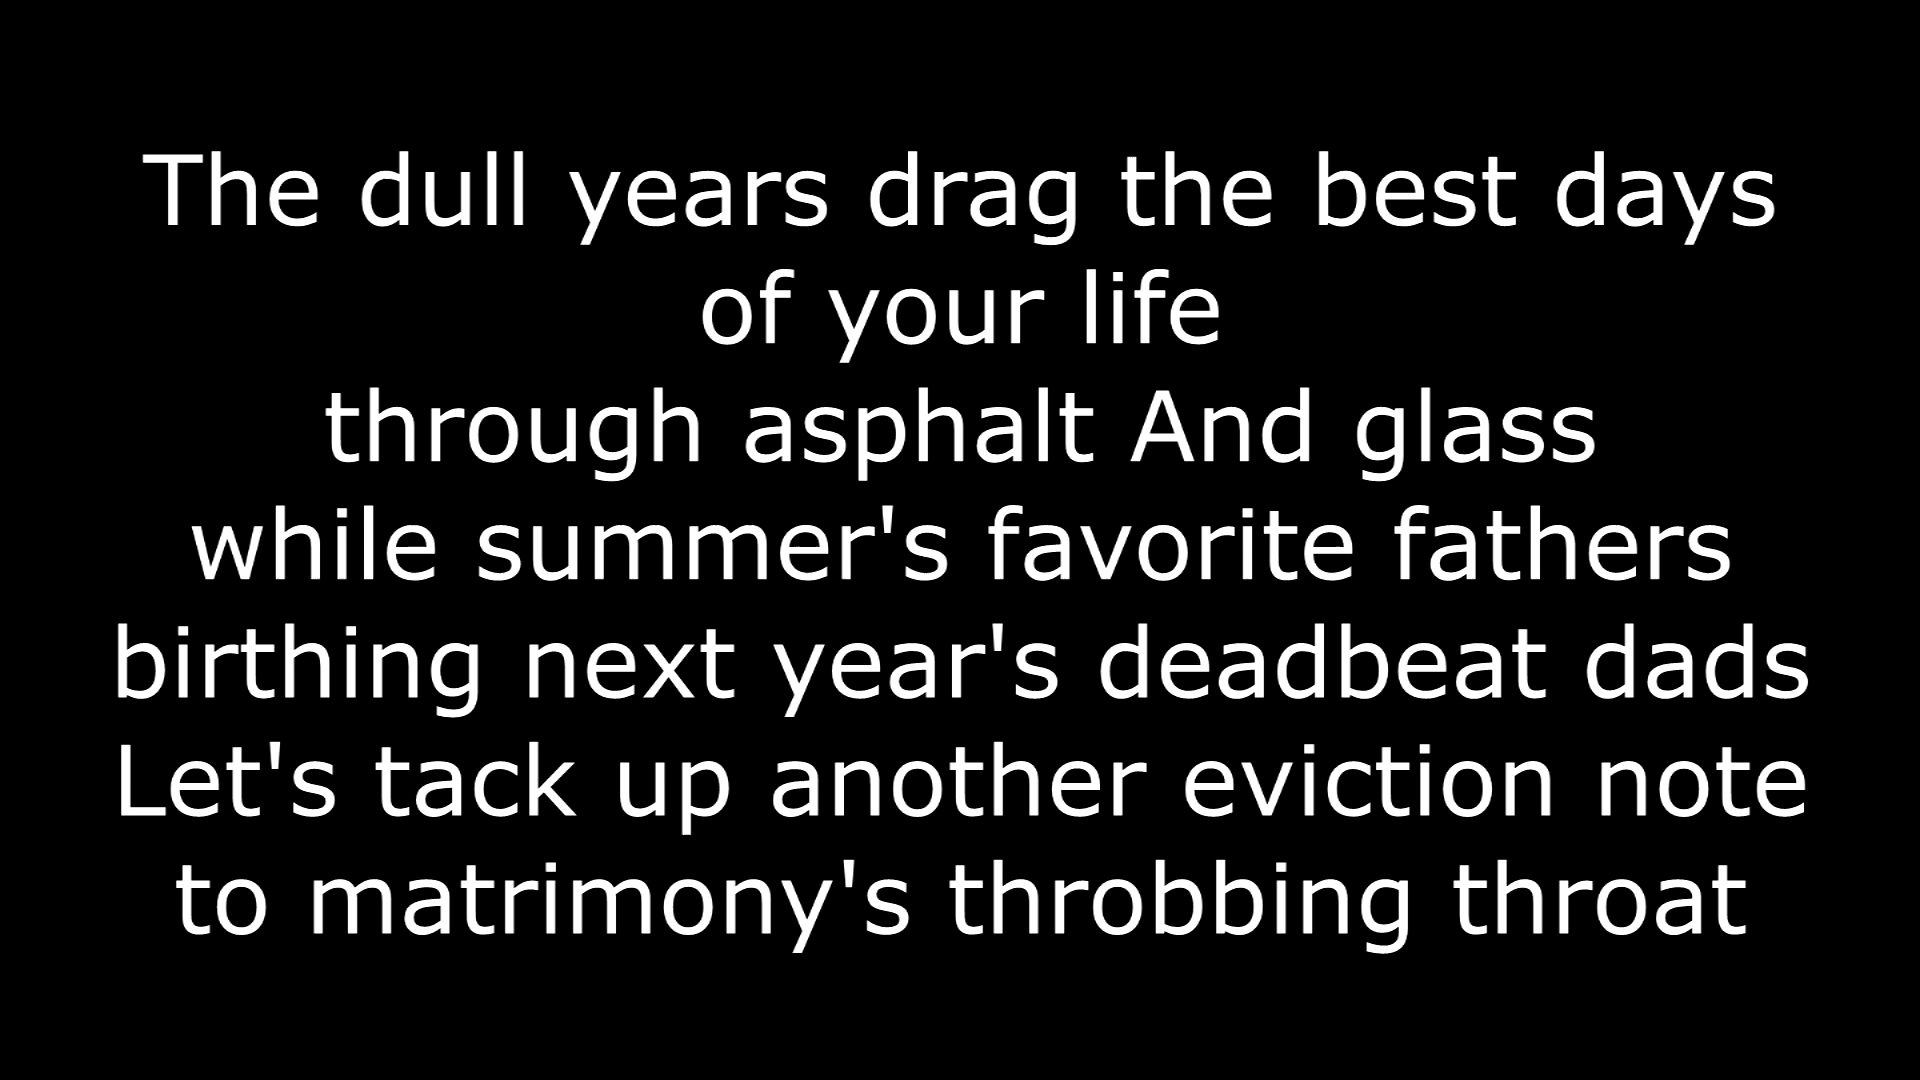 The dull years drag the best days
of your life
through asphalt And glass
while summer's favorite fathers
birthing next year's deadbeat dads
Let's tack up another eviction note
to matrimony's throbbing throat